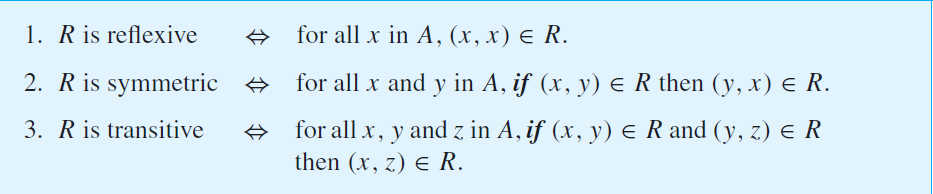 1. R is reflexive ⇔ for all x in A, (x, x) ∈ R.
2. R is symmetric ⇔ for all x and y in A, if (x, y) ∈ R then (y, x) ∈ R.
3. R is transitive ⇔ for all x, y and z in A, if (x, y) ∈ R and (y, z) ∈ R
then (x, z) ∈ R.